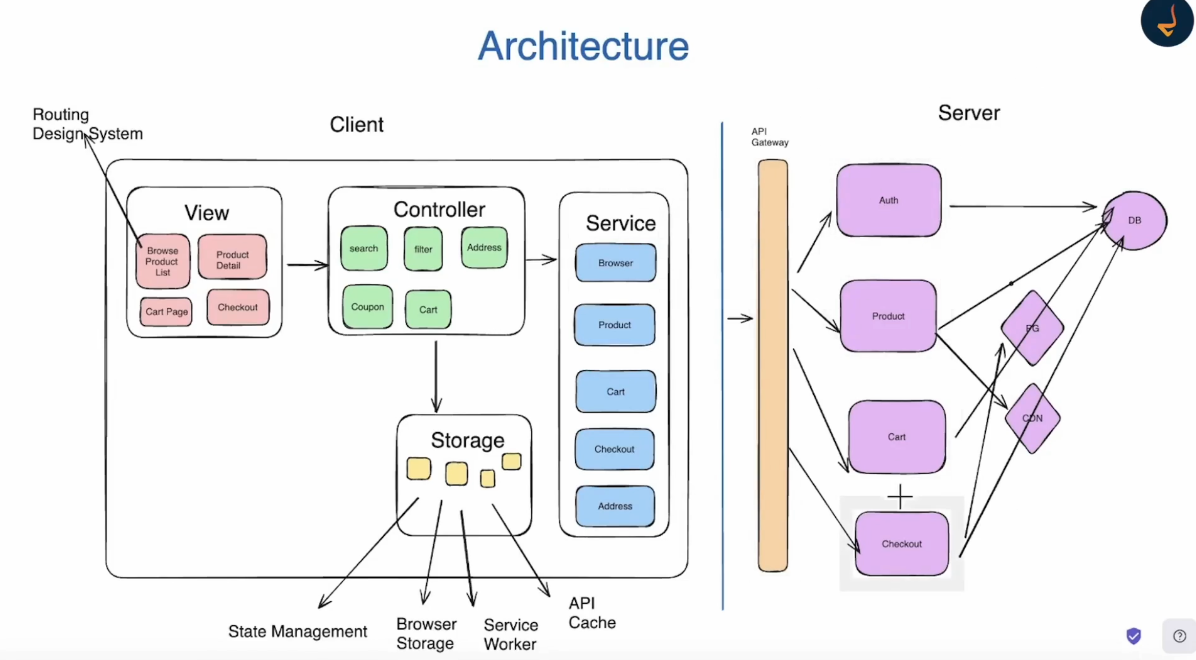 Architecture
Routing
Design System
Client
View
Browse
Product
List
Product
Detail
Cart Page
Checkout
Controller
search
filter
Address
Coupon
Cart
Service
Browser
Product
Cart
Checkout
Address
Storage
State Management
Browser
Storage
Service
Worker
API
Cache
API
Gateway
Server
Auth
Product
Cart
Checkout
DB
PG
CDN